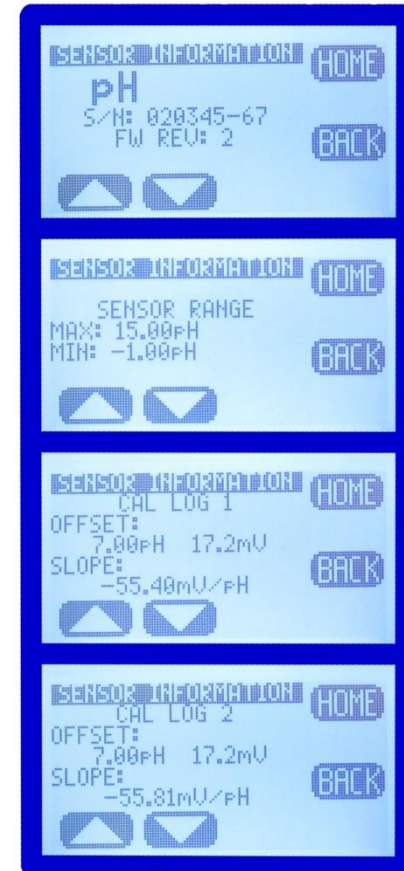 SENSOR INFORMATION HOME
pH
S/N: 020345-67
FW REV: 2
BACK
SENSOR INFORMATION HOME
SENSOR RANGE
MAX: 15.00pH
MIN: -1.00pH
BACK
SENSOR INFORMATION HOME
CAL LOG 1
OFFSET:
7.00pH 17.2mV
SLOPE:
BACK
-55.40mV/pH
SENSOR INFORMATION HOME
CAL LOG 2
OFFSET:
7.00pH 17.2mV
SLOPE:
BACK
-55.81mV/pH